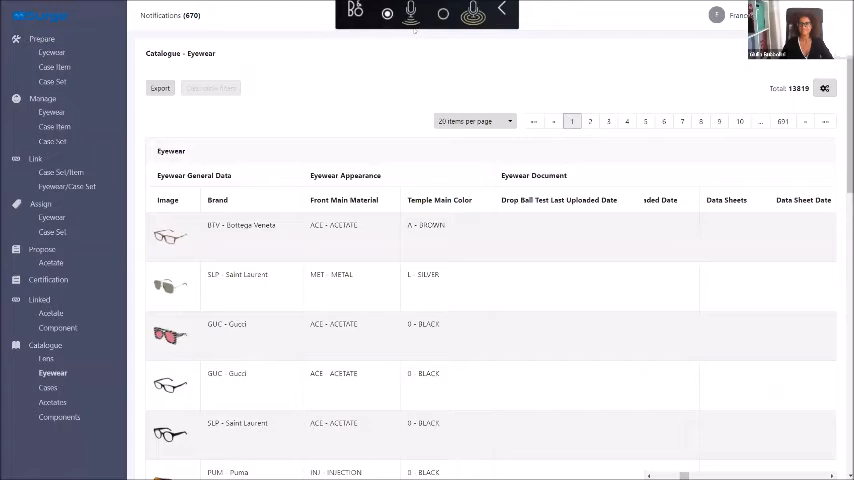 Notifications (670)
Catalogue - Eyewear
Export
Total: 13819
20 items per page
««
«
1
2
3
4
5
6
7
8
9
10
...
691
»
»»
Prepare
Eyewear
Case Item
Case Set
Manage
Eyewear
Case Item
Case Set
Link
Case Set/Item
Eyewear/Case Set
Assign
Eyewear
Case Set
Propose
Acetate
Certification
Linked
Acetate
Component
Catalogue
Lens
Eyewear
Cases
Acetates
Components
Eyewear
Eyewear General Data Eyewear Appearance Eyewear Document
Image Brand Front Main Material Temple Main Color Drop Ball Test Last Uploaded Date ded Date Data Sheets Data Sheet Date
BTV - Bottega Veneta ACE - ACETATE A - BROWN
SLP - Saint Laurent MET - METAL L - SILVER
GUC - Gucci ACE - ACETATE 0 - BLACK
GUC - Gucci ACE - ACETATE 0 - BLACK
SLP - Saint Laurent ACE - ACETATE 0 - BLACK
PUM - Puma INJ - INJECTION 0 - BLACK
F